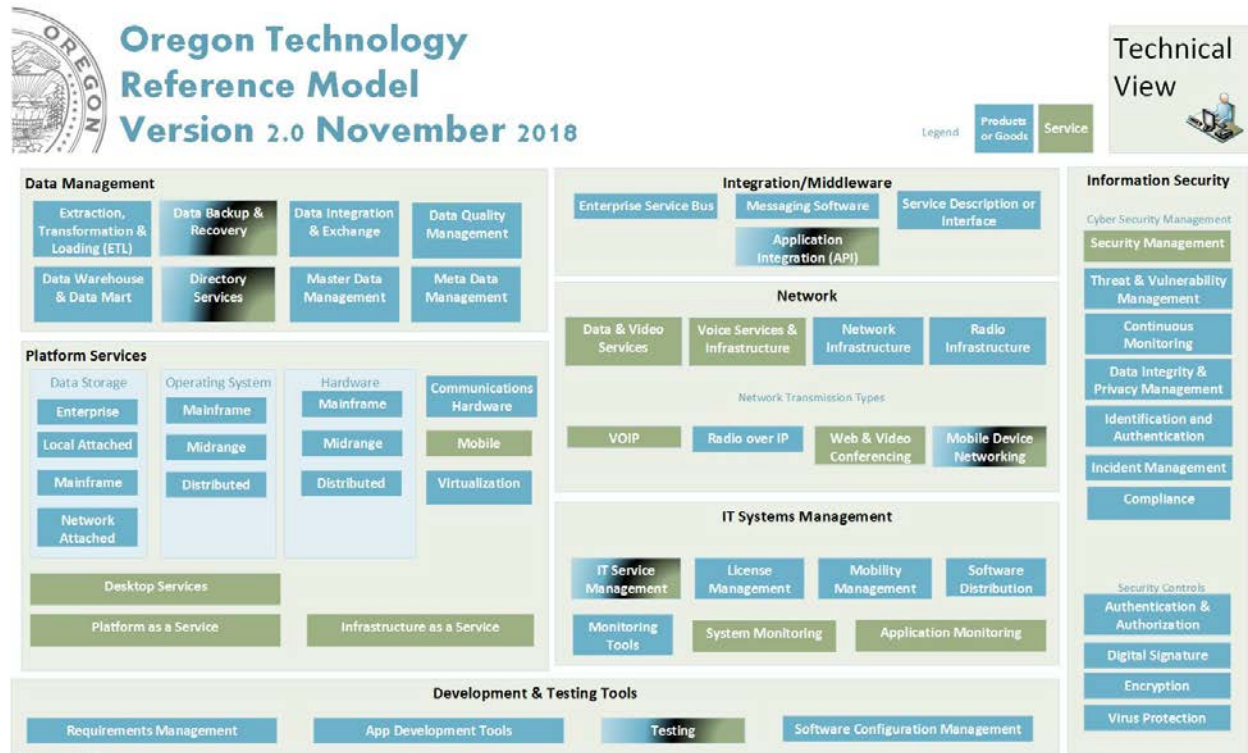 OREGON
Oregon Technology
Reference Model
Version 2.0 November 2018
Legend
Products
or Goods
Service
Technical
View
Data Management
Extraction,
Transformation &
Loading (ETL)
Data Backup &
Recovery
Data Integration
& Exchange
Data Quality
Management
Data Warehouse
& Data Mart
Directory
Services
Master Data
Management
Meta Data
Management
Platform Services
Data Storage
Enterprise
Local Attached
Mainframe
Network
Attached
Operating System
Mainframe
Midrange
Distributed
Hardware
Mainframe
Midrange
Distributed
Communications
Hardware
Mobile
Virtualization
Desktop Services
Platform as a Service
Infrastructure as a Service
Integration/Middleware
Enterprise Service Bus
Messaging Software
Service Description or
Interface
Application
Integration (API)
Network
Data & Video
Services
Voice Services &
Infrastructure
Network
Infrastructure
Radio
Infrastructure
Network Transmission Types
VOIP
Radio over IP
Web & Video
Conferencing
Mobile Device
Networking
IT Systems Management
IT Service
Management
License
Management
Mobility
Management
Software
Distribution
Monitoring
Tools
System Monitoring
Application Monitoring
Information Security
Cyber Security Management
Security Management
Threat & Vulnerability
Management
Continuous
Monitoring
Data Integrity &
Privacy Management
Identification and
Authentication
Incident Management
Compliance
Security Controls
Authentication &
Authorization
Digital Signature
Encryption
Virus Protection
Development & Testing Tools
Requirements Management
App Development Tools
Testing
Software Configuration Management